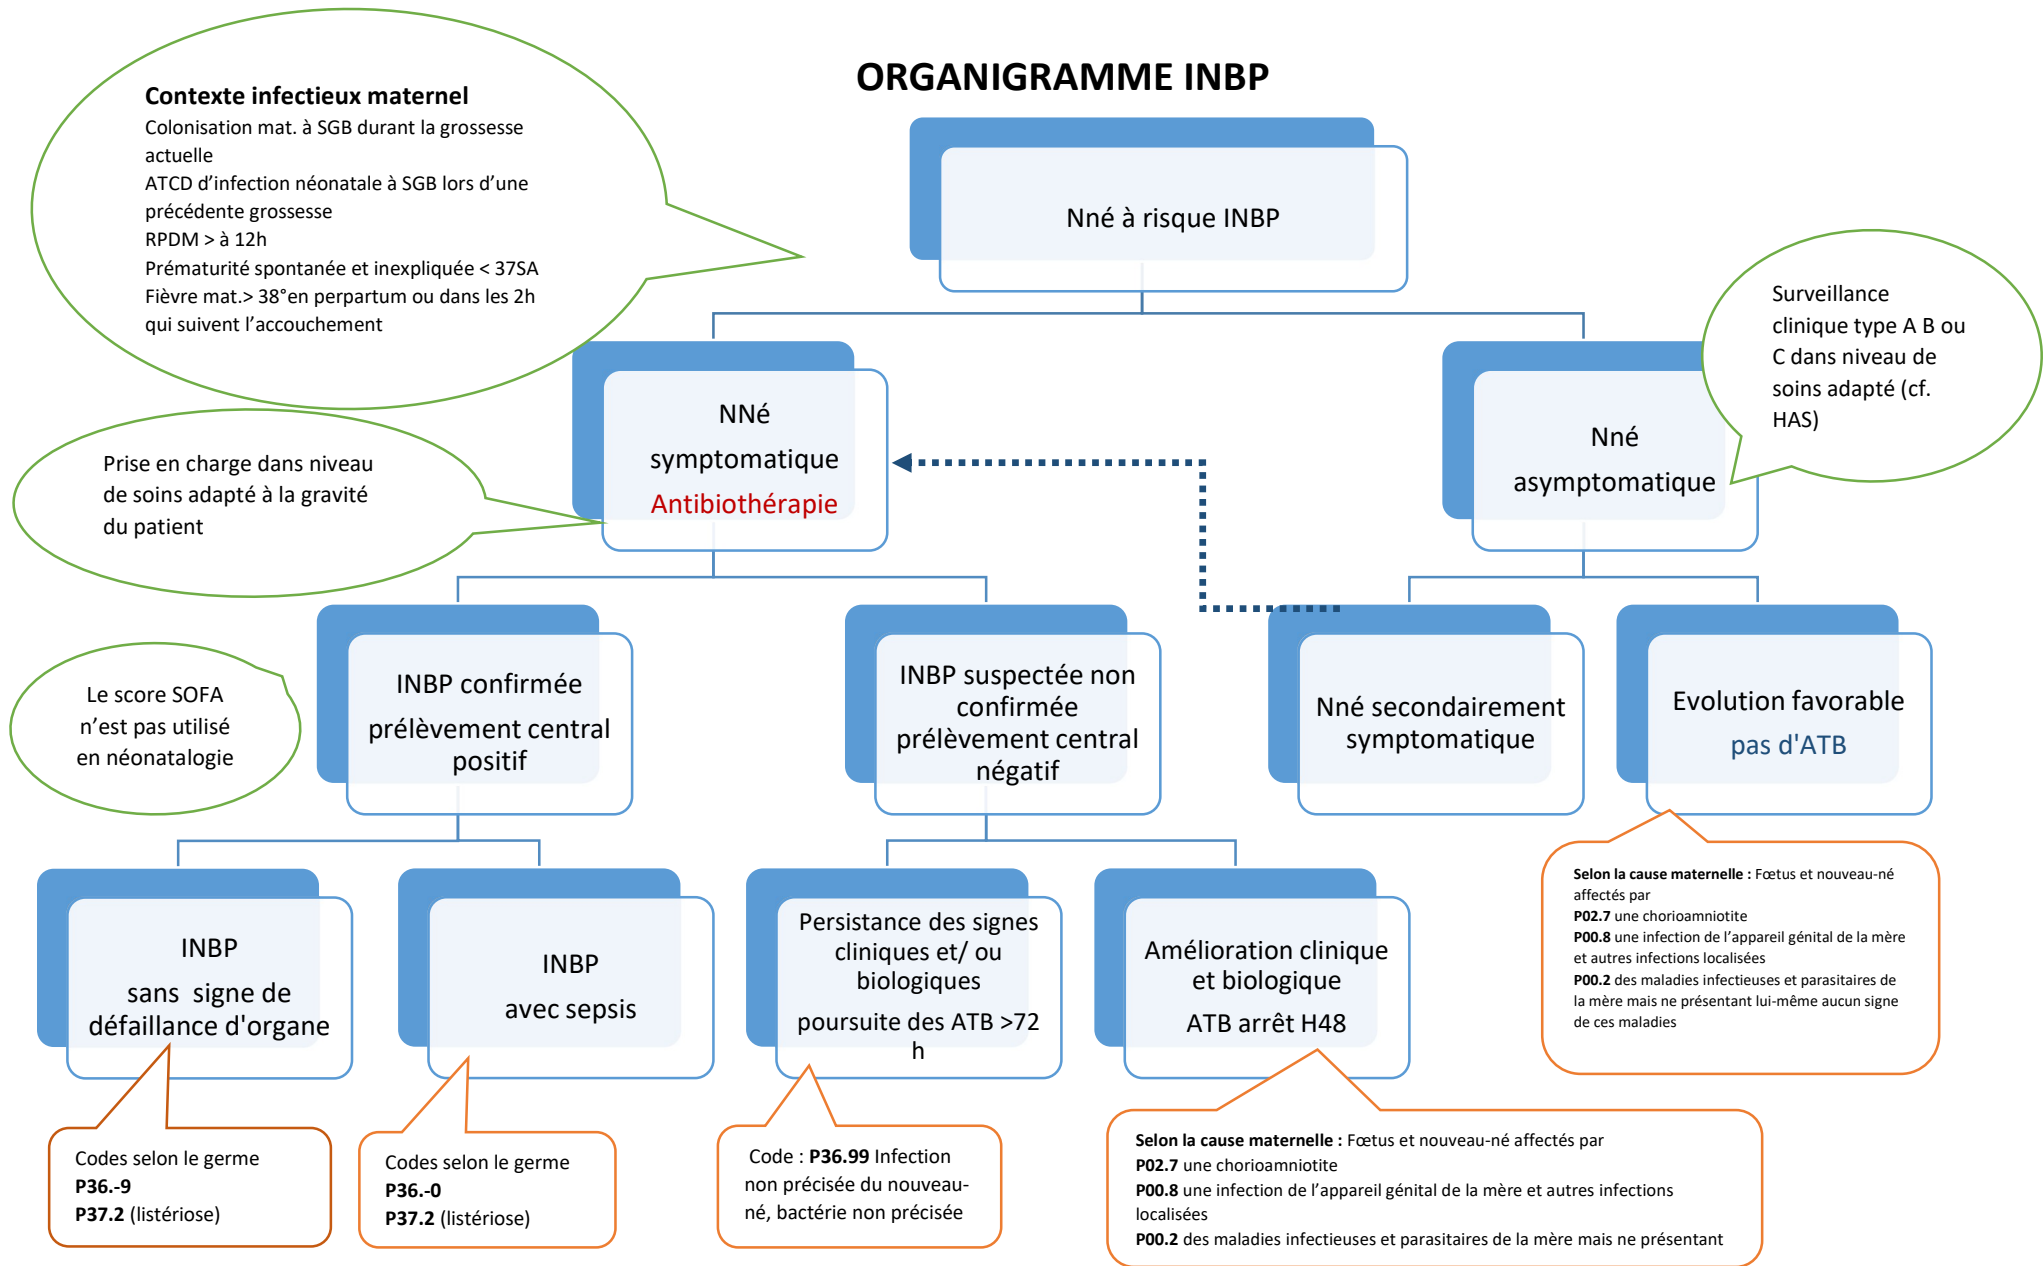 ORGANIGRAMME INBP
Contexte infectieux maternel
Colonisation mat. à SGB durant la grossesse
actuelle
ATCD d’infection néonatale à SGB lors d’une
précédente grossesse
RPDM > à 12h
Prématurité spontanée et inexpliquée < 37SA
Fièvre mat.> 38°en perpartum ou dans les 2h
qui suivent l’accouchement
Nné à risque INBP
Surveillance
clinique type A B ou
C dans niveau de
soins adapté (cf.
HAS)
NNé
symptomatique
Antibiothérapie
Nné
asymptomatique
Prise en charge dans niveau
de soins adapté à la gravité
du patient
Le score SOFA
n’est pas utilisé
en néonatalogie
INBP confirmée
prélèvement central
positif
INBP suspectée non
confirmée
prélèvement central
négatif
Nné secondairement
symptomatique
Evolution favorable
pas d'ATB
INBP
sans  signe de
défaillance d'organe
INBP
avec sepsis
Persistance des signes
cliniques et/ ou
biologiques
poursuite des ATB >72
h
Amélioration clinique
et biologique
ATB arrêt H48
Selon la cause maternelle : Fœtus et nouveau-né
affectés par
P02.7 une chorioamniotite
P00.8 une infection de l’appareil génital de la mère
et autres infections localisées
P00.2 des maladies infectieuses et parasitaires de
la mère mais ne présentant lui-même aucun signe
de ces maladies
Codes selon le germe
P36.-9
P37.2 (listériose)
Codes selon le germe
P36.-0
P37.2 (listériose)
Code : P36.99 Infection
non précisée du nouveau-
né, bactérie non précisée
Selon la cause maternelle : Fœtus et nouveau-né affectés par
P02.7 une chorioamniotite
P00.8 une infection de l’appareil génital de la mère et autres infections
localisées
P00.2 des maladies infectieuses et parasitaires de la mère mais ne présentant